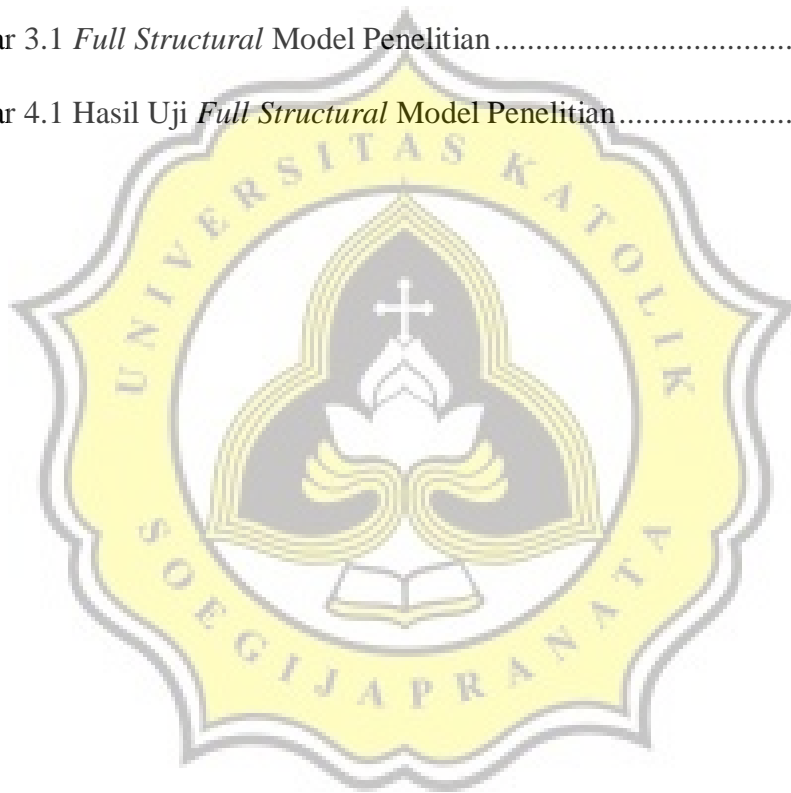 ar 3.1 Full Structural Model Penelitian........................................
ar 4.1 Hasil Uji Full Structural Model Penelitian.........................
UNIVERSITAS KATOLIK
SOEGIJAPRANATA